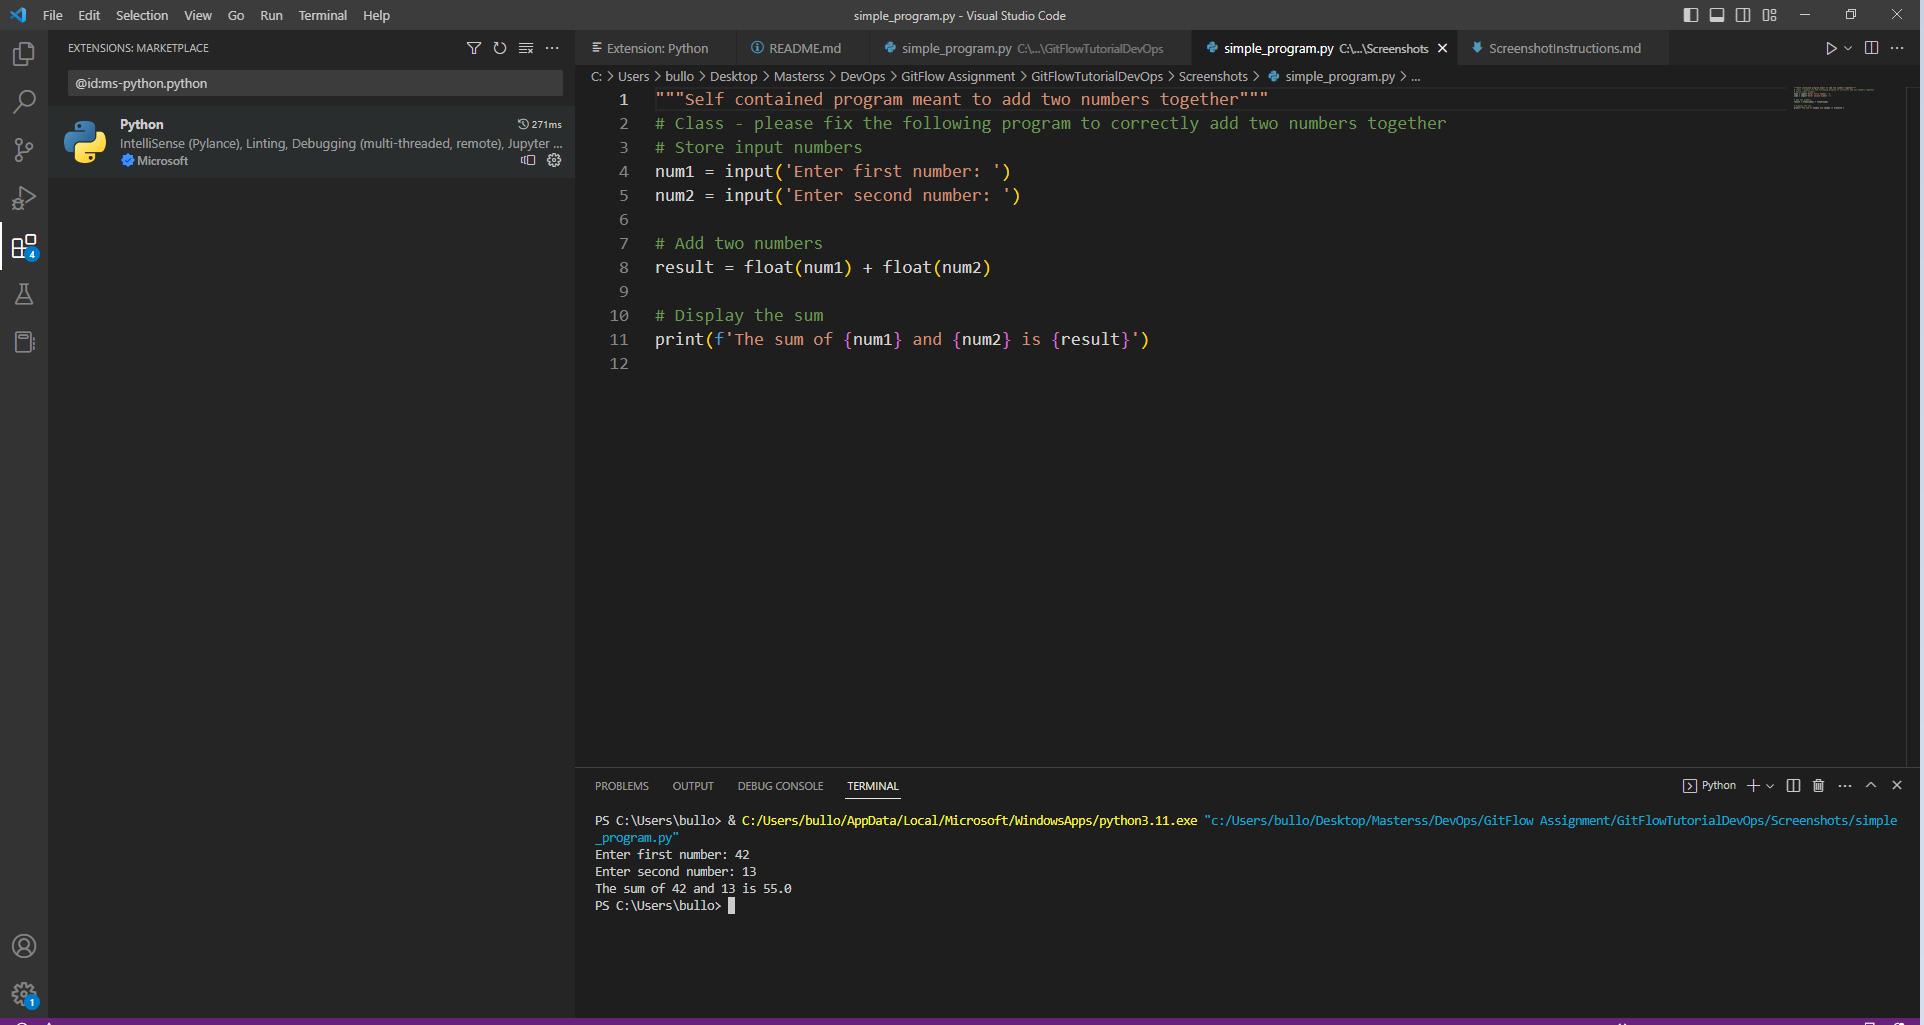 File Edit Selection View Go Run Terminal Help
simple_program.py - Visual Studio Code
EXTENSIONS: MARKETPLACE
@id:ms-python.python
Python 271ms
IntelliSense (Pylance), Linting, Debugging (multi-threaded, remote), Jupyter ...
Microsoft
4
1
Extension: Python README.md simple_program.py C:\...\GitFlowTutorialDevOps simple_program.py C:\...\Screenshots ScreenshotInstructions.md
C: > Users > bullo > Desktop > Masterss > DevOps > GitFlow Assignment > GitFlowTutorialDevOps > Screenshots > simple_program.py > ...
1 """Self contained program meant to add two numbers together"""
2 # Class - please fix the following program to correctly add two numbers together
3 # Store input numbers
4 num1 = input('Enter first number: ')
5 num2 = input('Enter second number: ')
6
7 # Add two numbers
8 result = float(num1) + float(num2)
9
10 # Display the sum
11 print(f'The sum of {num1} and {num2} is {result}')
12
PROBLEMS OUTPUT DEBUG CONSOLE TERMINAL
Python
PS C:\Users\bullo> & C:/Users/bullo/AppData/Local/Microsoft/WindowsApps/python3.11.exe "c:/Users/bullo/Desktop/Masterss/DevOps/GitFlow Assignment/GitFlowTutorialDevOps/Screenshots/simple
_program.py"
Enter first number: 42
Enter second number: 13
The sum of 42 and 13 is 55.0
PS C:\Users\bullo>